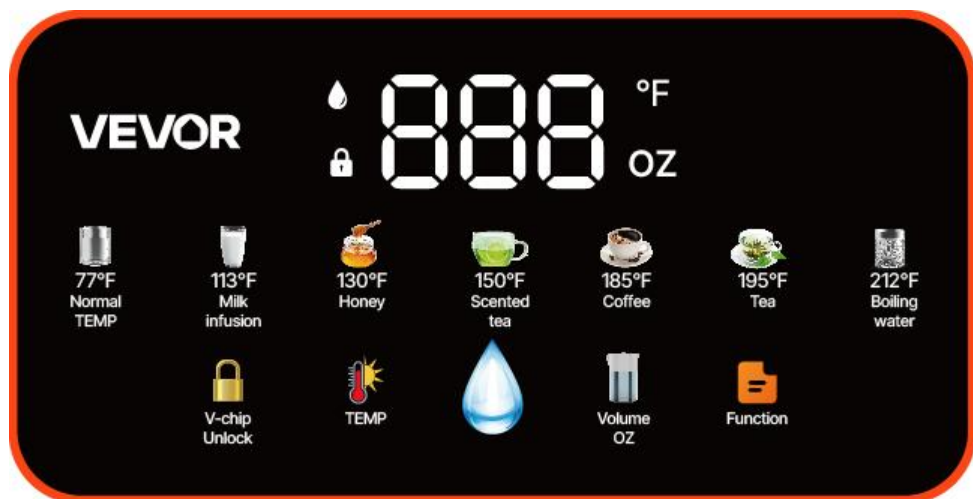 VEVOR
888
°F
OZ
77°F
Normal
TEMP
113°F
Milk
infusion
130°F
Honey
150°F
Scented
tea
185°F
Coffee
195°F
Tea
212°F
Boiling
water
V-chip
Unlock
TEMP
Volume
OZ
Function